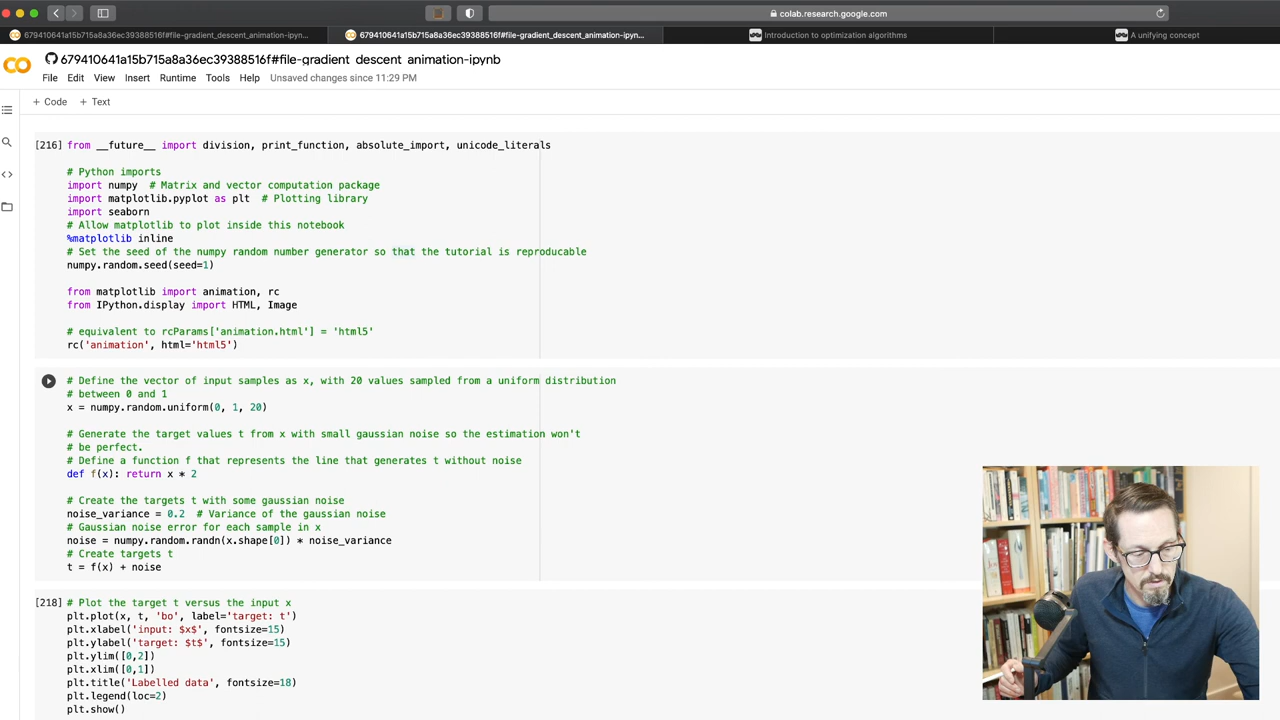 colab.research.google.com
679410641a15b715a8a36ec39388516f#file-gradient_descent_animation-ipyn...
679410641a15b715a8a36ec39388516f#file-gradient_descent_animation-ipyn...
Introduction to optimization algorithms
A unifying concept
679410641a15b715a8a36ec39388516f#file-gradient descent animation-ipynb
File Edit View Insert Runtime Tools Help Unsaved changes since 11:29 PM
+ Code + Text
[216] from __future__ import division, print_function, absolute_import, unicode_literals
# Python imports
import numpy # Matrix and vector computation package
import matplotlib.pyplot as plt # Plotting library
import seaborn
# Allow matplotlib to plot inside this notebook
%matplotlib inline
# Set the seed of the numpy random number generator so that the tutorial is reproducable
numpy.random.seed(seed=1)
from matplotlib import animation, rc
from IPython.display import HTML, Image
# equivalent to rcParams['animation.html'] = 'html5'
rc('animation', html='html5')
# Define the vector of input samples as x, with 20 values sampled from a uniform distribution
# between 0 and 1
x = numpy.random.uniform(0, 1, 20)
# Generate the target values t from x with small gaussian noise so the estimation won't
# be perfect.
# Define a function f that represents the line that generates t without noise
def f(x): return x * 2
# Create the targets t with some gaussian noise
noise_variance = 0.2 # Variance of the gaussian noise
# Gaussian noise error for each sample in x
noise = numpy.random.randn(x.shape[0]) * noise_variance
# Create targets t
t = f(x) + noise
[218] # Plot the target t versus the input x
plt.plot(x, t, 'bo', label='target: t')
plt.xlabel('input: $x$', fontsize=15)
plt.ylabel('target: $t$', fontsize=15)
plt.ylim([0,2])
plt.xlim([0,1])
plt.title('Labelled data', fontsize=18)
plt.legend(loc=2)
plt.show()